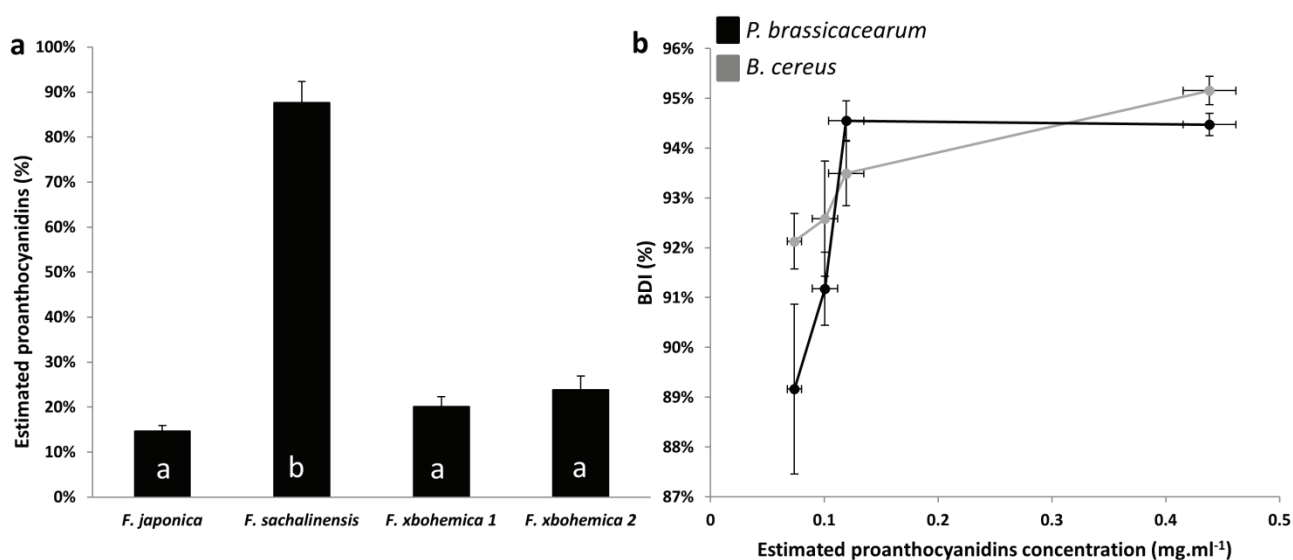 a
Estimated proanthocyanidins (%)
100%
90%
80%
70%
60%
50%
40%
30%
20%
10%
0%
a
b
a
a
F. japonica
F. sachalinensis
F. xbohemica 1
F. xbohemica 2
b
P. brassicacearum
B. cereus
BDI (%)
96%
95%
94%
93%
92%
91%
90%
89%
88%
87%
0
0.1
0.2
0.3
0.4
0.5
Estimated proanthocyanidins concentration (mg.ml⁻¹)